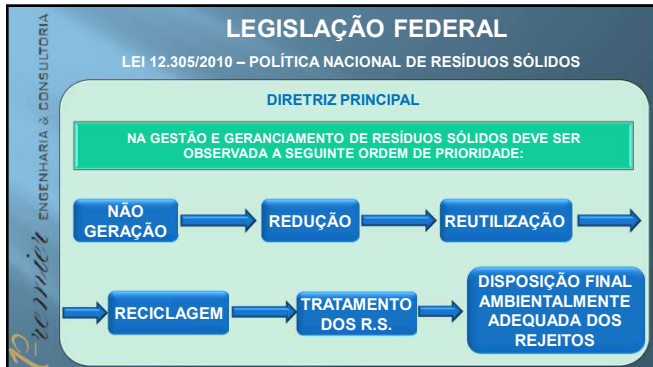 LEGISLAÇÃO FEDERAL
LEI 12.305/2010 – POLÍTICA NACIONAL DE RESÍDUOS SÓLIDOS
DIRETRIZ PRINCIPAL
NA GESTÃO E GERANCIAMENTO DE RESÍDUOS SÓLIDOS DEVE SER
OBSERVADA A SEGUINTE ORDEM DE PRIORIDADE:
NÃO
GERAÇÃO
REDUÇÃO
REUTILIZAÇÃO
RECICLAGEM
TRATAMENTO
DOS R.S.
DISPOSIÇÃO FINAL
AMBIENTALMENTE
ADEQUADA DOS
REJEITOS
Premier ENGENHARIA & CONSULTORIA